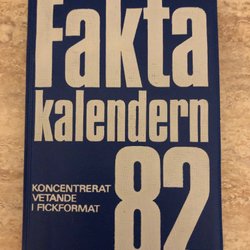 Fakta
kalendern
82
KONCENTRERAT
VETANDE
I FICKFORMAT